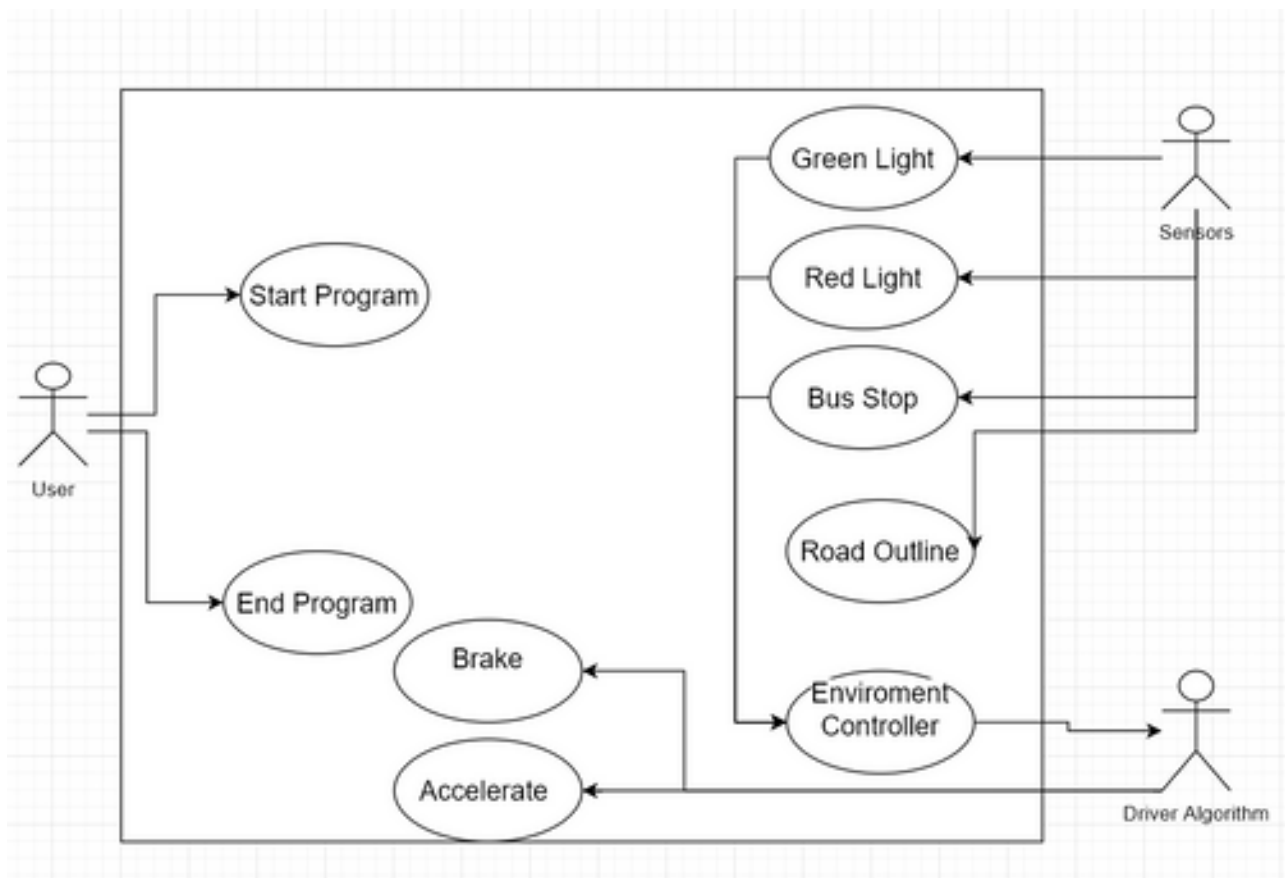 Green Light
Sensors
Red Light
Start Program
Bus Stop
User
Road Outline
End Program
Brake
Enviroment
Controller
Accelerate
Driver Algorithm